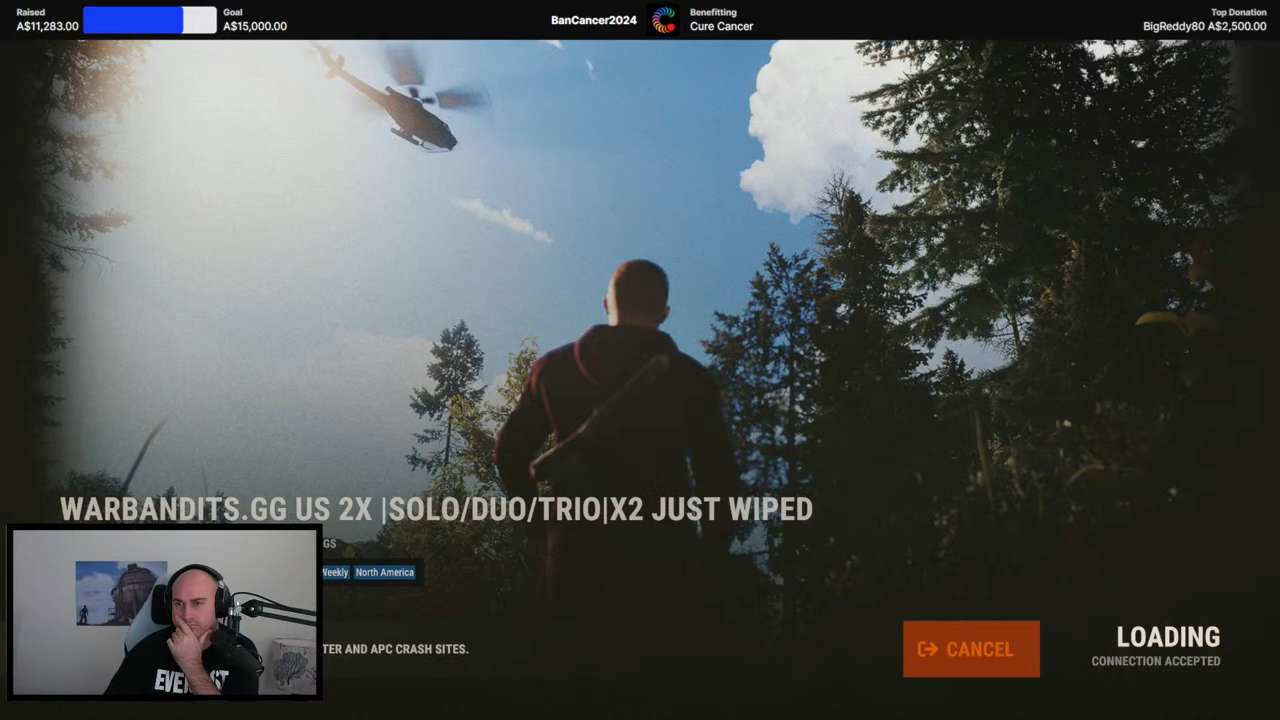 Raised
A$11,283.00
Goal
A$15,000.00
BanCancer2024
Benefitting
Cure Cancer
Top Donation
BigReddy80 A$2,500.00
WARBANDITS.GG US 2X |SOLO/DUO/TRIO|X2 JUST WIPED
GS
Weekly
North America
TER AND APC CRASH SITES.
CANCEL
LOADING
CONNECTION ACCEPTED